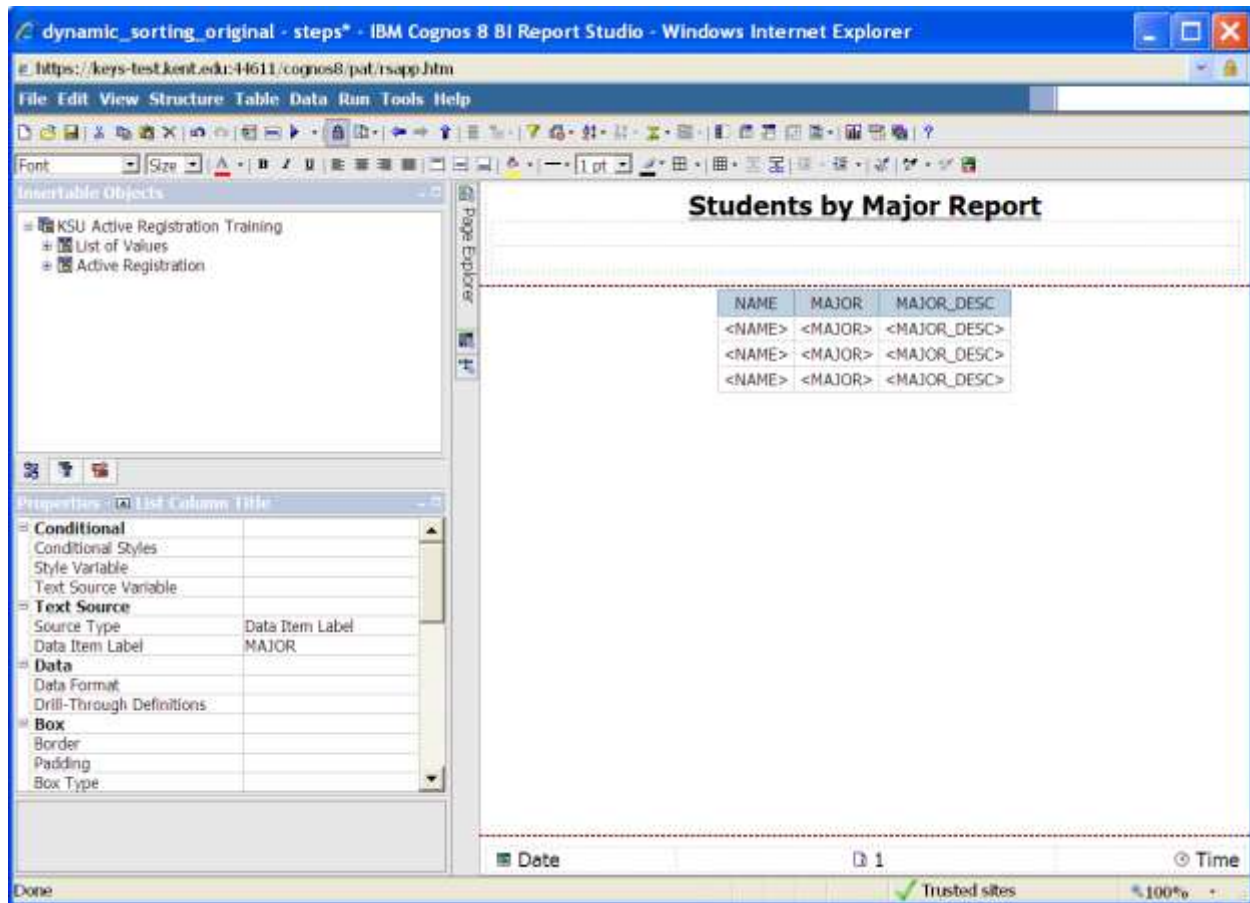 dynamic_sorting_original - steps* - IBM Cognos 8 BI Report Studio - Windows Internet Explorer
https://keys-test.kent.edu:44611/cognos8/pat/rsapp.htm
File Edit View Structure Table Data Run Tools Help
Font Size 1 pt
Insertable Objects
KSU Active Registration Training
List of Values
Active Registration
Properties - List Column Title
Conditional
Conditional Styles
Style Variable
Text Source Variable
Text Source
Source Type Data Item Label
Data Item Label MAJOR
Data
Data Format
Drill-Through Definitions
Box
Border
Padding
Box Type
Page Explorer
Students by Major Report
NAME MAJOR MAJOR_DESC
<NAME> <MAJOR> <MAJOR_DESC>
<NAME> <MAJOR> <MAJOR_DESC>
<NAME> <MAJOR> <MAJOR_DESC>
Date 1 Time
Done Trusted sites 100%